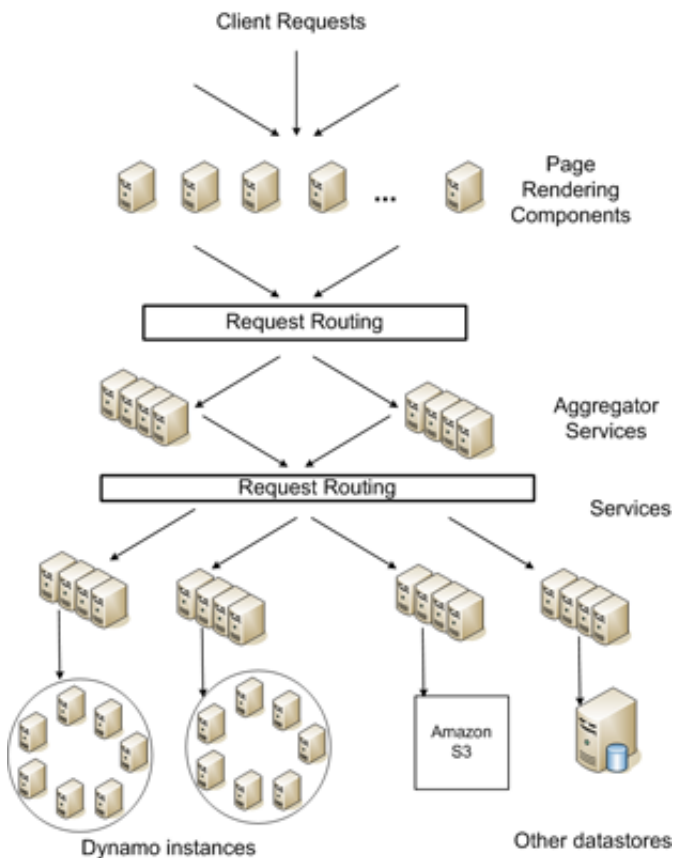 Client Requests
Page
Rendering
Components
...
Request Routing
Aggregator
Services
Request Routing
Services
Amazon
S3
Dynamo instances
Other datastores